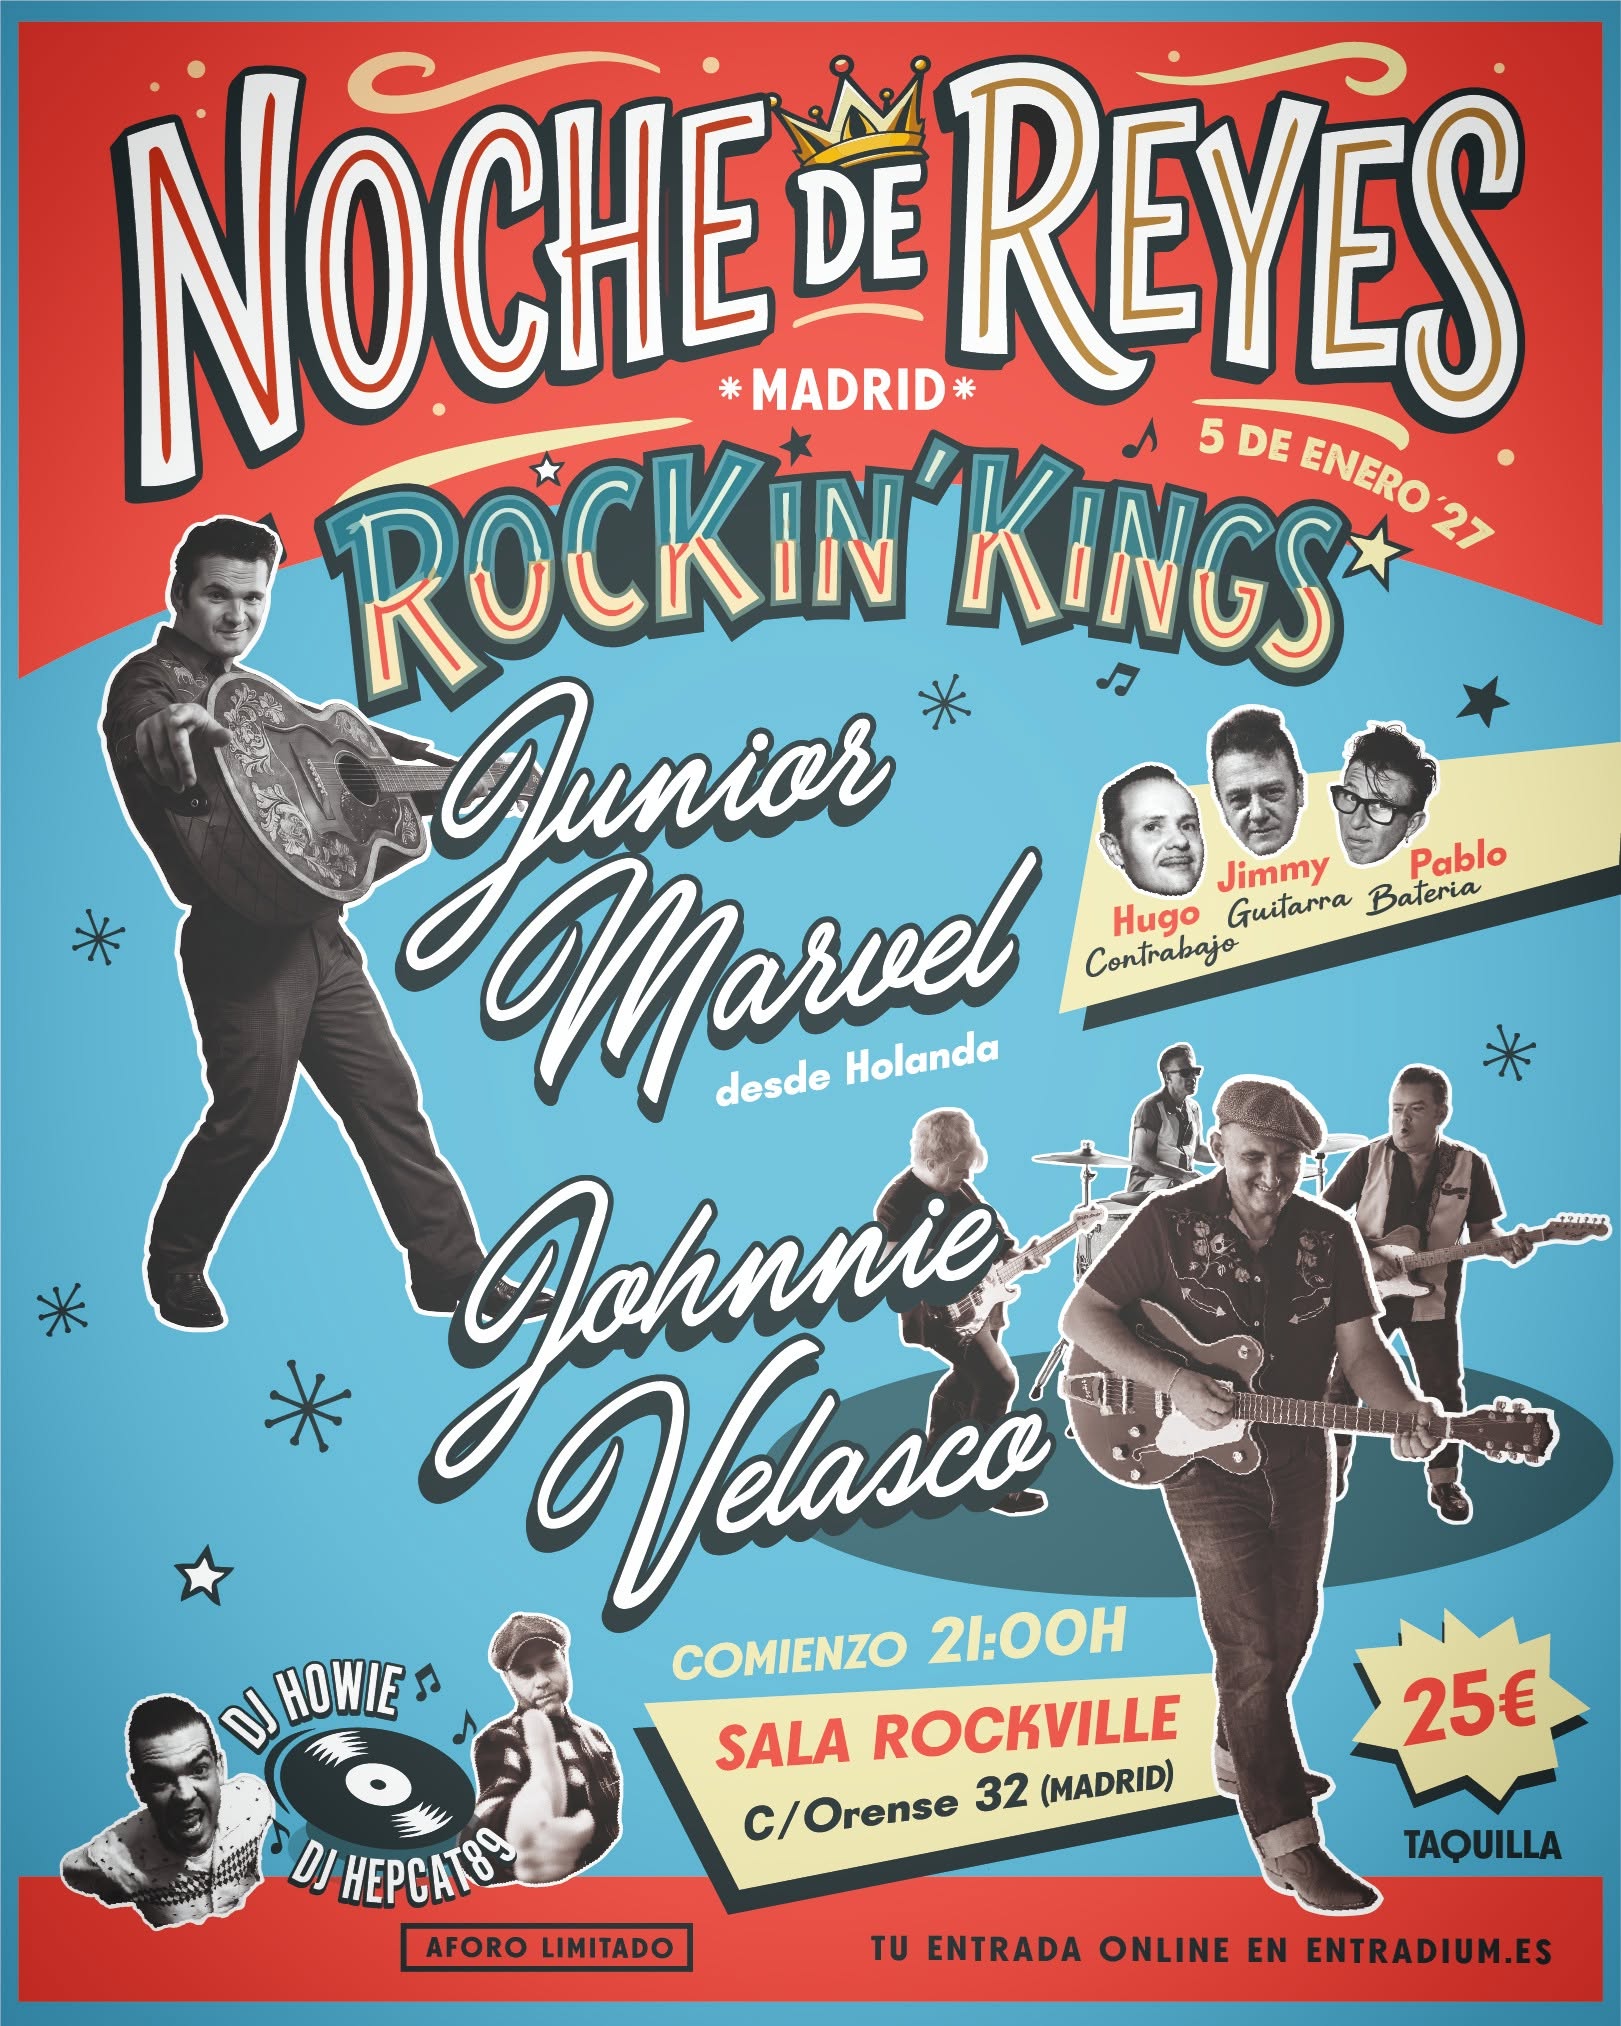 NOCHE DE REYES
*MADRID*
5 DE ENERO '27
ROCKIN' KINGS
Junior
Marvel
desde Holanda
Hugo
Contrabajo
Jimmy
Guitarra
Pablo
Bateria
Johnnie
Velasco
COMIENZO 21:00H
SALA ROCKVILLE
C/Orense 32 (MADRID)
25€
TAQUILLA
DJ HOWIE
DJ HEPCAT89
AFORO LIMITADO
TU ENTRADA ONLINE EN ENTRADIUM.ES